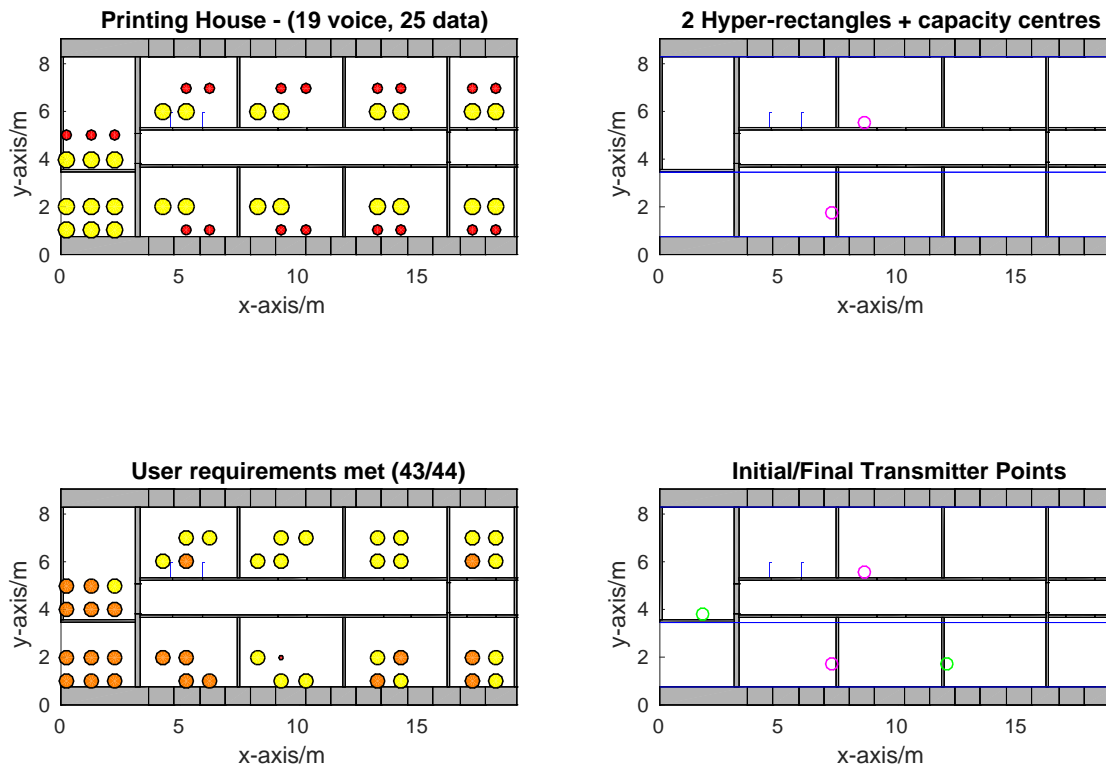 Printing House - (19 voice, 25 data)
8
6
4
2
0
y-axis/m
0 5 10 15
x-axis/m
2 Hyper-rectangles + capacity centres
8
6
4
2
0
y-axis/m
0 5 10 15
x-axis/m
User requirements met (43/44)
8
6
4
2
0
y-axis/m
0 5 10 15
x-axis/m
Initial/Final Transmitter Points
8
6
4
2
0
y-axis/m
0 5 10 15
x-axis/m